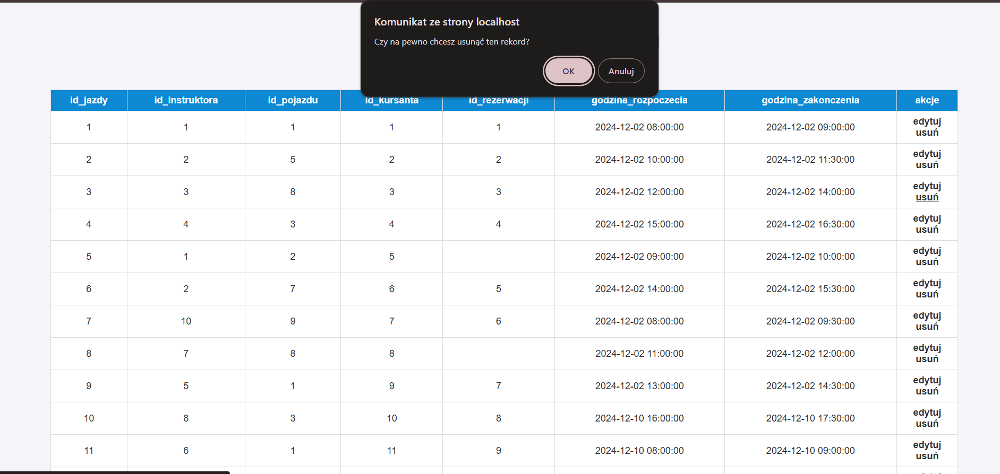 Komunikat ze strony localhost
Czy na pewno chcesz usunąć ten rekord?
OK Anuluj
id_jazdy id_instruktora id_pojazdu id_kursanta id_rezerwacji godzina_rozpoczecia godzina_zakonczenia akcje
1 1 1 1 1 2024-12-02 08:00:00 2024-12-02 09:00:00 edytuj
usuń
2 2 5 2 2 2024-12-02 10:00:00 2024-12-02 11:30:00 edytuj
usuń
3 3 8 3 3 2024-12-02 12:00:00 2024-12-02 14:00:00 edytuj
usuń
4 4 3 4 4 2024-12-02 15:00:00 2024-12-02 16:30:00 edytuj
usuń
5 1 2 5 2024-12-02 09:00:00 2024-12-02 10:00:00 edytuj
usuń
6 2 7 6 5 2024-12-02 14:00:00 2024-12-02 15:30:00 edytuj
usuń
7 10 9 7 6 2024-12-02 08:00:00 2024-12-02 09:30:00 edytuj
usuń
8 7 8 8 2024-12-02 11:00:00 2024-12-02 12:00:00 edytuj
usuń
9 5 1 9 7 2024-12-02 13:00:00 2024-12-02 14:30:00 edytuj
usuń
10 8 3 10 8 2024-12-10 16:00:00 2024-12-10 17:30:00 edytuj
usuń
11 6 1 11 9 2024-12-10 08:00:00 2024-12-10 09:00:00 edytuj
usuń